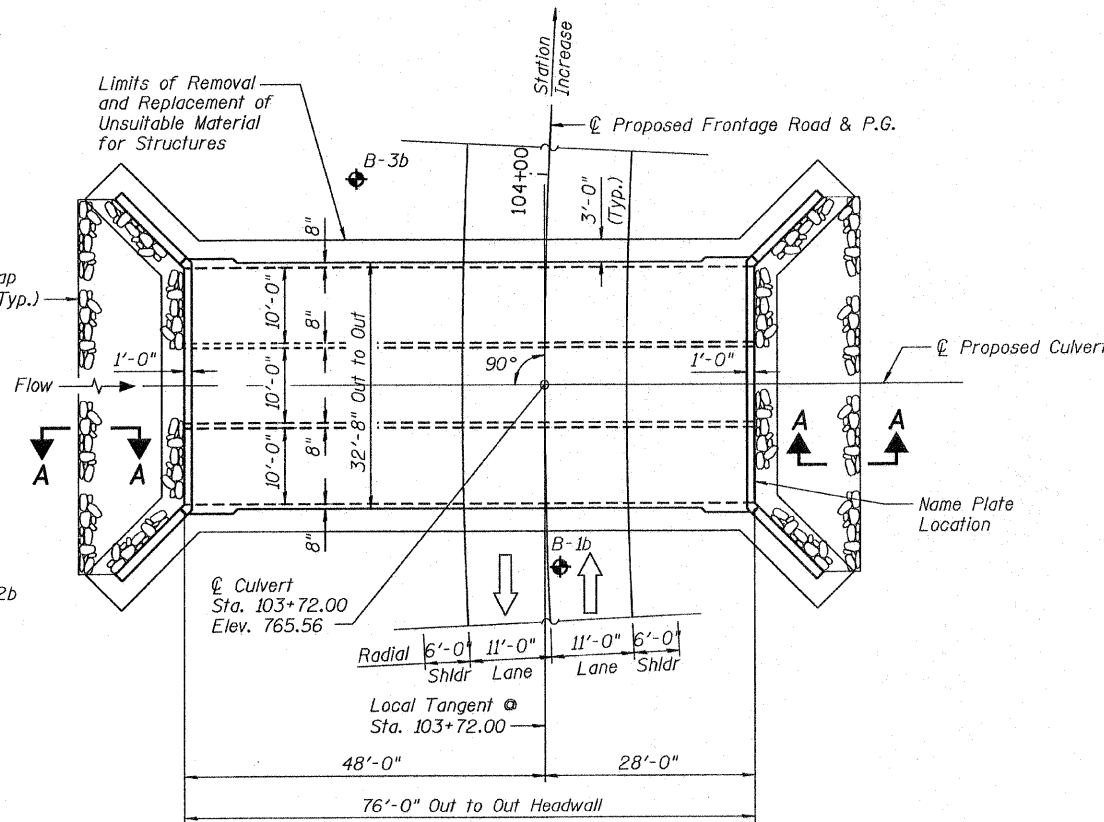 Station
Increase
Limits of Removal
and Replacement of
Unsuitable Material
for Structures
℄ Proposed Frontage Road & P.G.
B-3b
104+00
3'-0"
(Typ.)
8"
10'-0"
8"
10'-0"
8"
10'-0"
8"
32'-8" Out to Out
ap
Typ.)
1'-0"
90°
1'-0"
℄ Proposed Culvert
Flow
A
A
A
A
Name Plate
Location
B-1b
2b
℄ Culvert
Sta. 103+72.00
Elev. 765.56
Radial
6'-0"
11'-0"
11'-0"
6'-0"
Shldr
Lane
Lane
Shldr
Local Tangent @
Sta. 103+72.00
48'-0"
28'-0"
76'-0" Out to Out Headwall